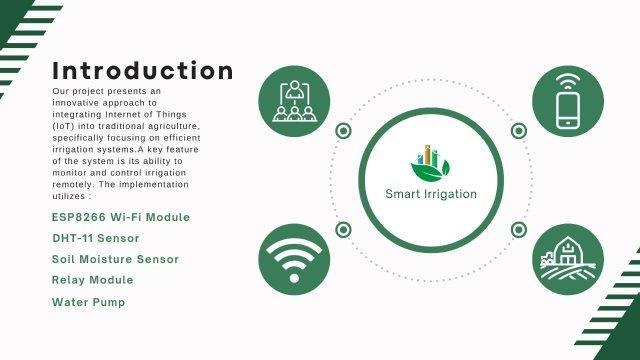 Introduction
Our project presents an
innovative approach to
integrating Internet of Things
(IoT) into traditional agriculture,
specifically focusing on efficient
irrigation systems.A key feature
of the system is its ability to
monitor and control irrigation
remotely. The implementation
utilizes :
ESP8266 Wi-Fi Module
DHT-11 Sensor
Soil Moisture Sensor
Relay Module
Water Pump
Smart Irrigation